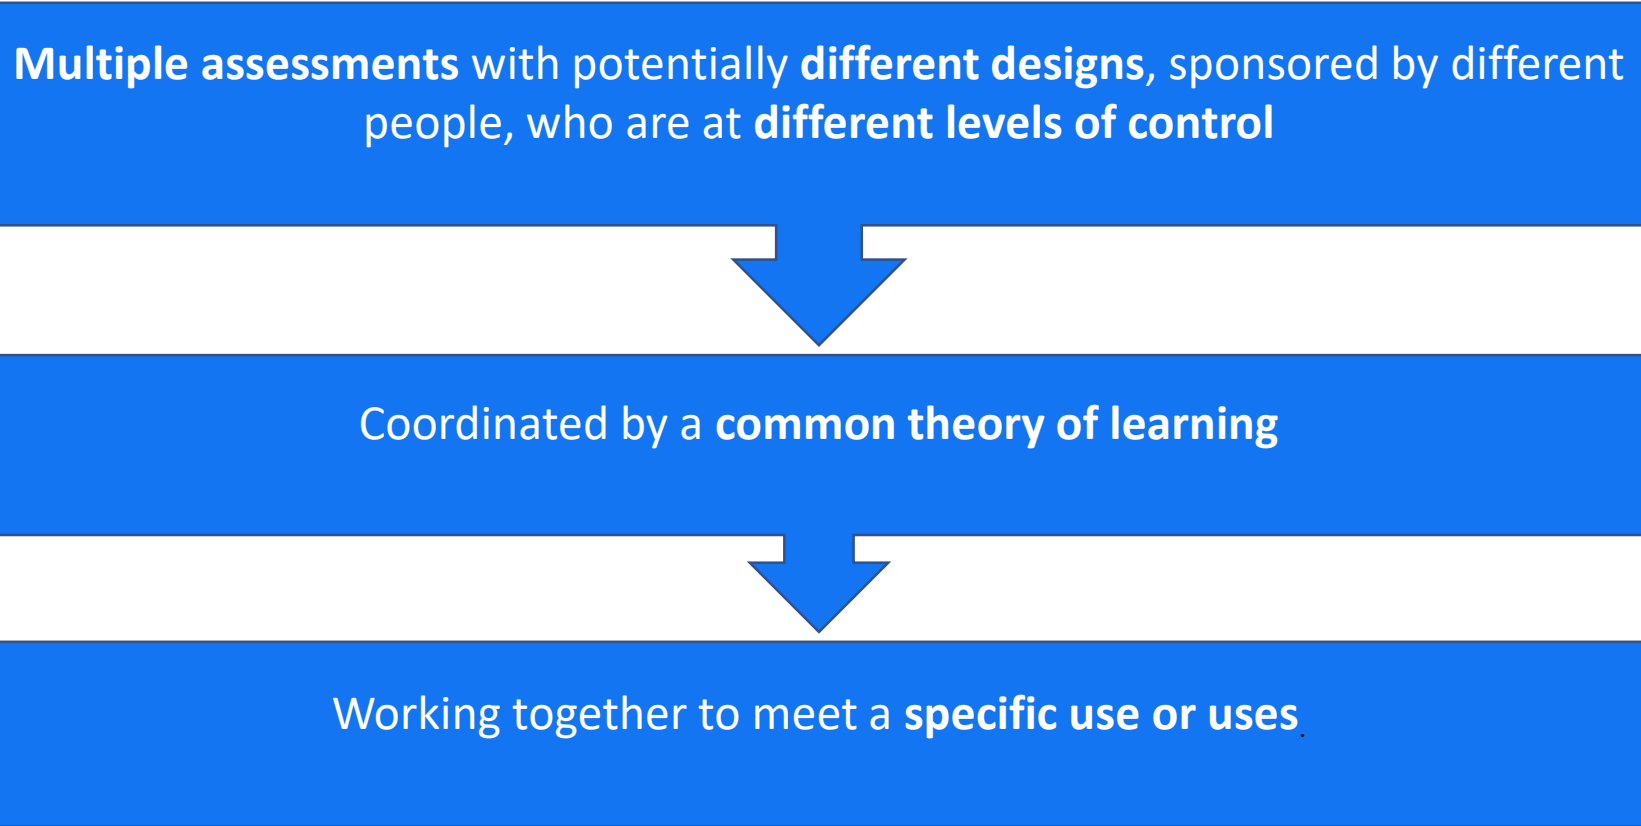 Multiple assessments with potentially different designs, sponsored by different
people, who are at different levels of control
Coordinated by a common theory of learning
Working together to meet a specific use or uses.